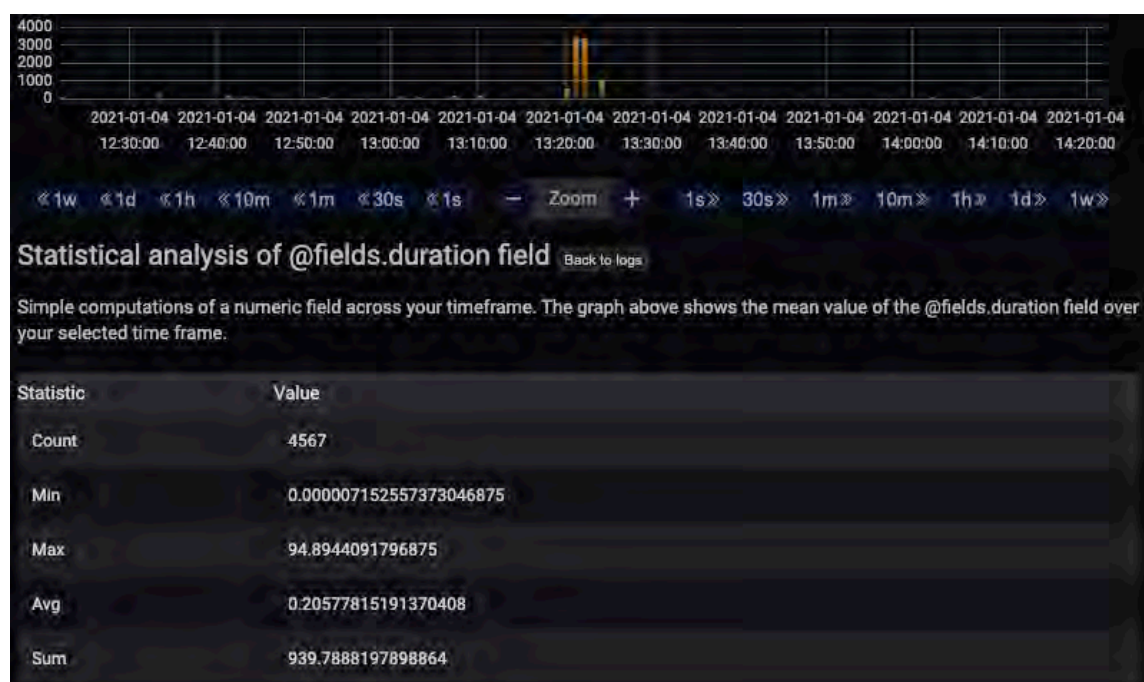 4000
3000
2000
1000
0
2021-01-04 2021-01-04 2021-01-04 2021-01-04 2021-01-04 2021-01-04 2021-01-04 2021-01-04 2021-01-04 2021-01-04 2021-01-04 2021-01-04
12:30:00 12:40:00 12:50:00 13:00:00 13:10:00 13:20:00 13:30:00 13:40:00 13:50:00 14:00:00 14:10:00 14:20:00
≪1w ≪1d ≪1h ≪10m ≪1m ≪30s ≪1s − Zoom + 1s≫ 30s≫ 1m≫ 10m≫ 1h≫ 1d≫ 1w≫
Statistical analysis of @fields.duration field Back to logs
Simple computations of a numeric field across your timeframe. The graph above shows the mean value of the @fields.duration field over
your selected time frame.
Statistic Value
Count 4567
Min 0.000007152557373046875
Max 94.8944091796875
Avg 0.20577815191370408
Sum 939.7888197898864